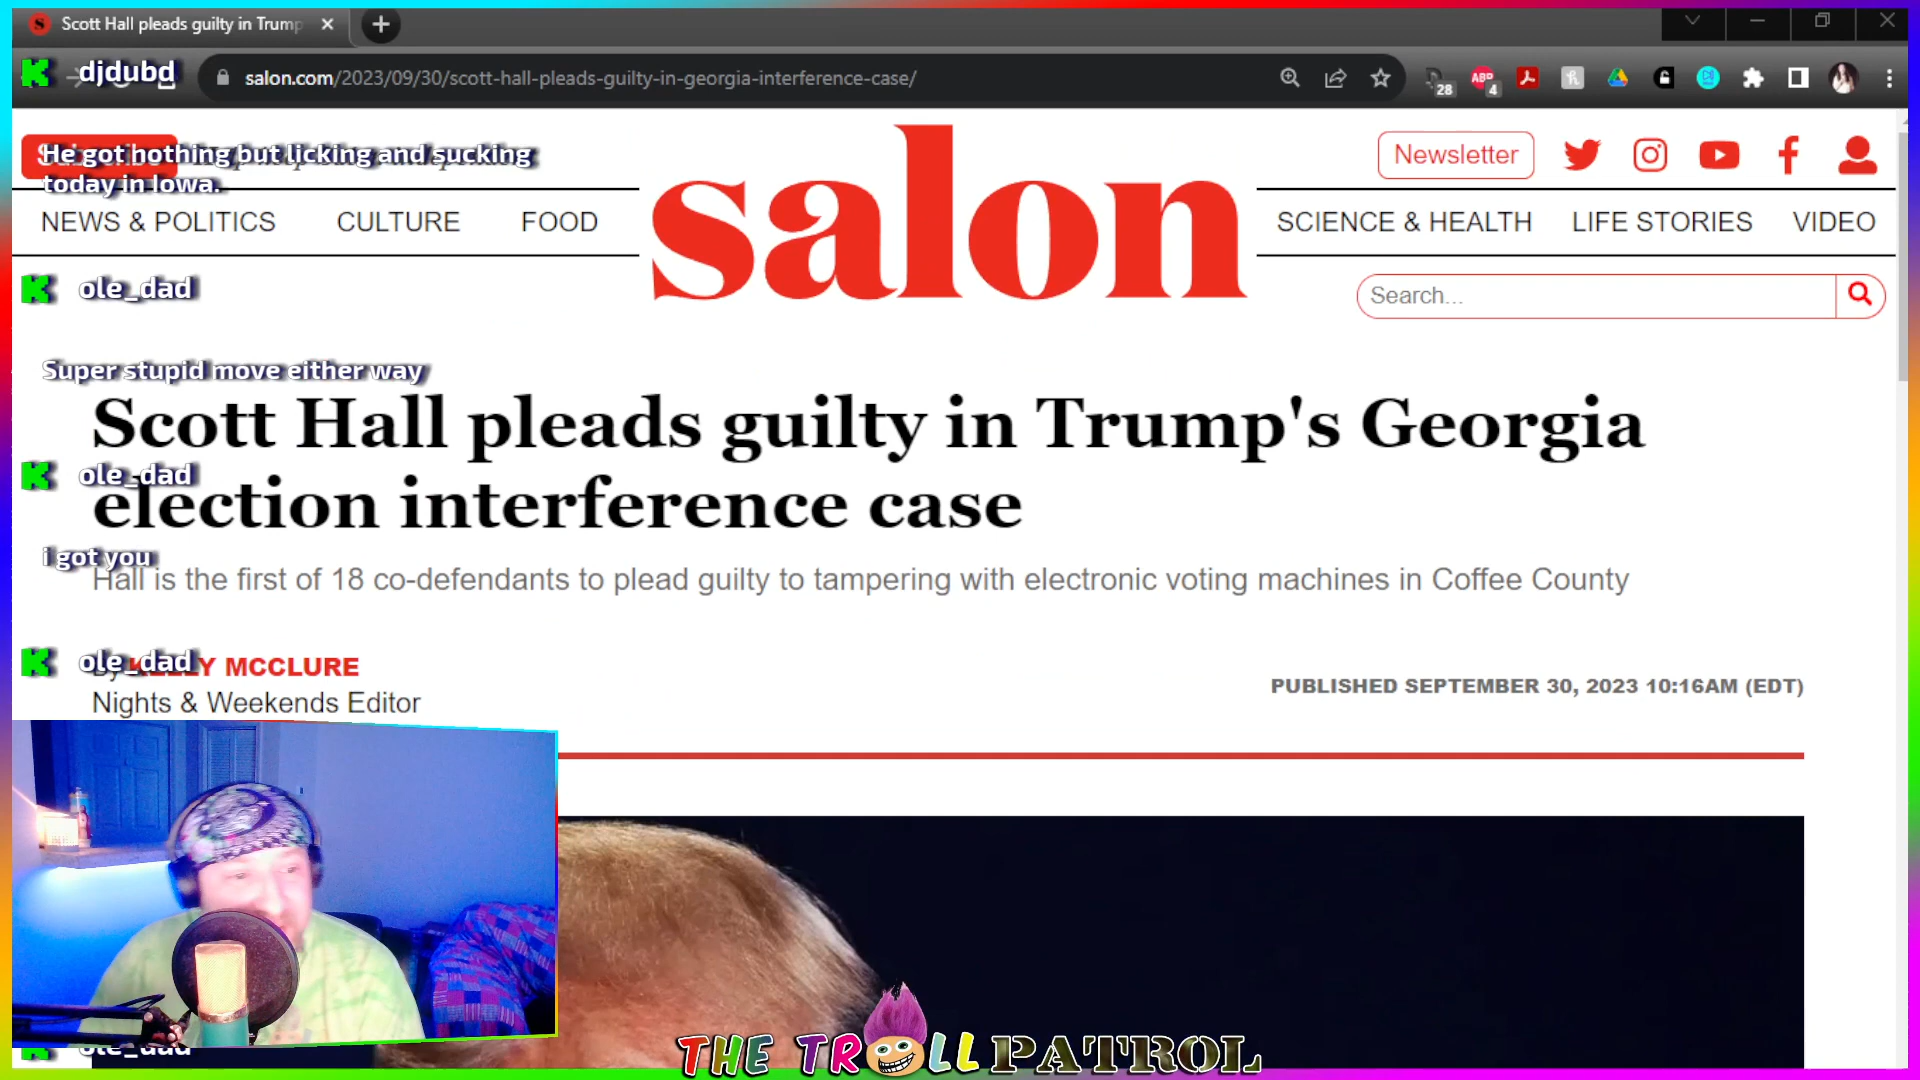 Scott Hall pleads guilty in Trump
djdubd
salon.com/2023/09/30/scott-hall-pleads-guilty-in-georgia-interference-case/
28
ABP
4
He got hothing but licking and sucking
today in Iowa.
Newsletter
salon
NEWS & POLITICS
CULTURE
FOOD
SCIENCE & HEALTH
LIFE STORIES
VIDEO
ole_dad
Search...
Super stupid move either way
Scott Hall pleads guilty in Trump's Georgia
election interference case
ole_dad
i got you
Hall is the first of 18 co-defendants to plead guilty to tampering with electronic voting machines in Coffee County
ole_dad
MCCLURE
Nights & Weekends Editor
PUBLISHED SEPTEMBER 30, 2023 10:16AM (EDT)
ole_dad
THE TROLL PATROL